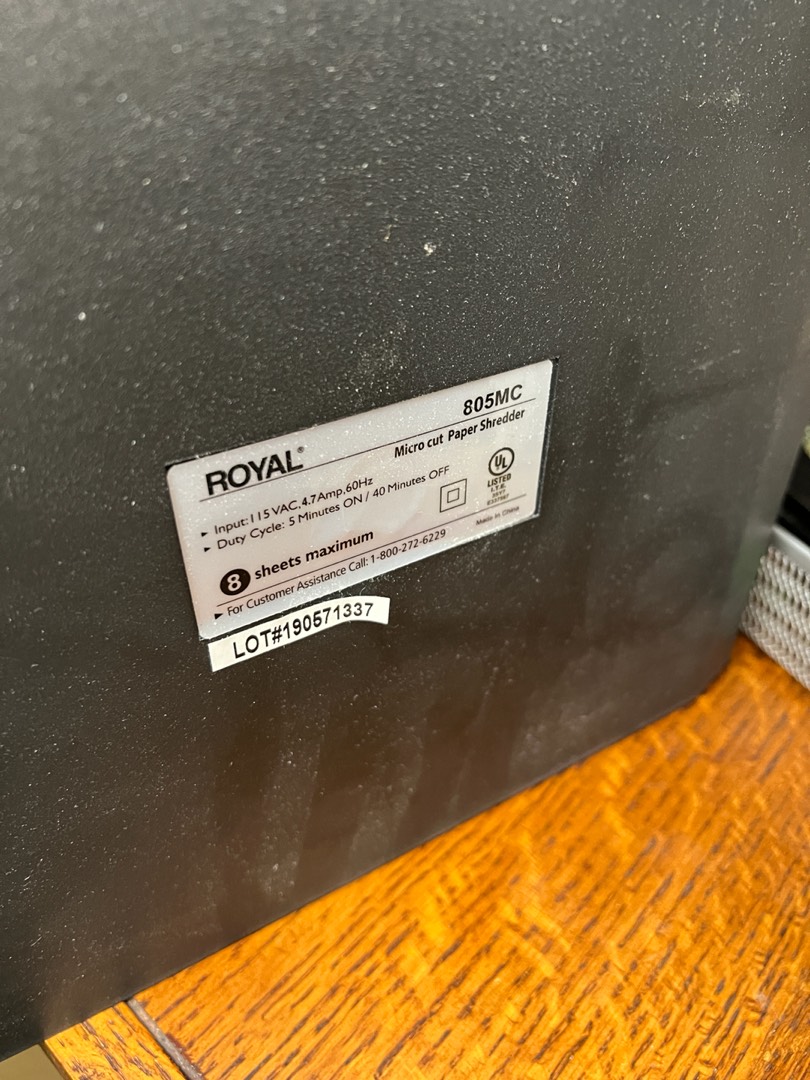 805MC
ROYAL®
Micro cut Paper Shredder
▸ Input:115 VAC,4.7Amp,60Hz
▸ Duty Cycle: 5 Minutes ON / 40 Minutes OFF
UL
LISTED
I.T.E.
8 sheets maximum
Made In China
▸ For Customer Assistance Call: 1-800-272-6229
LOT#190571337